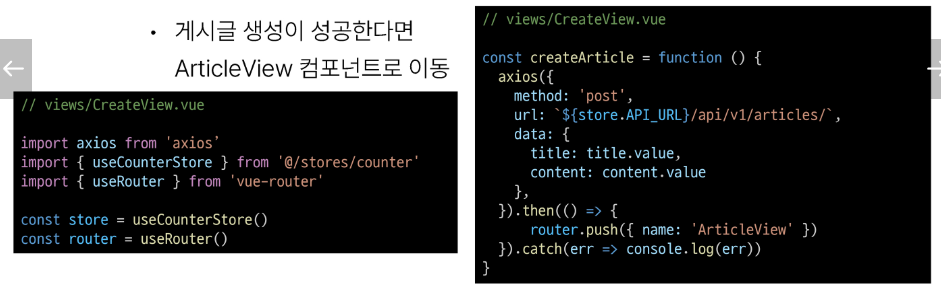 • 게시글 생성이 성공한다면
ArticleView 컴포넌트로 이동
// views/CreateView.vue
import axios from 'axios'
import { useCounterStore } from '@/stores/counter'
import { useRouter } from 'vue-router'
const store = useCounterStore()
const router = useRouter()
// views/CreateView.vue
const createArticle = function () {
axios({
method: 'post',
url: `${store.API_URL}/api/v1/articles/`,
data: {
title: title.value,
content: content.value
},
}).then(() => {
router.push({ name: 'ArticleView' })
}).catch(err => console.log(err))
}